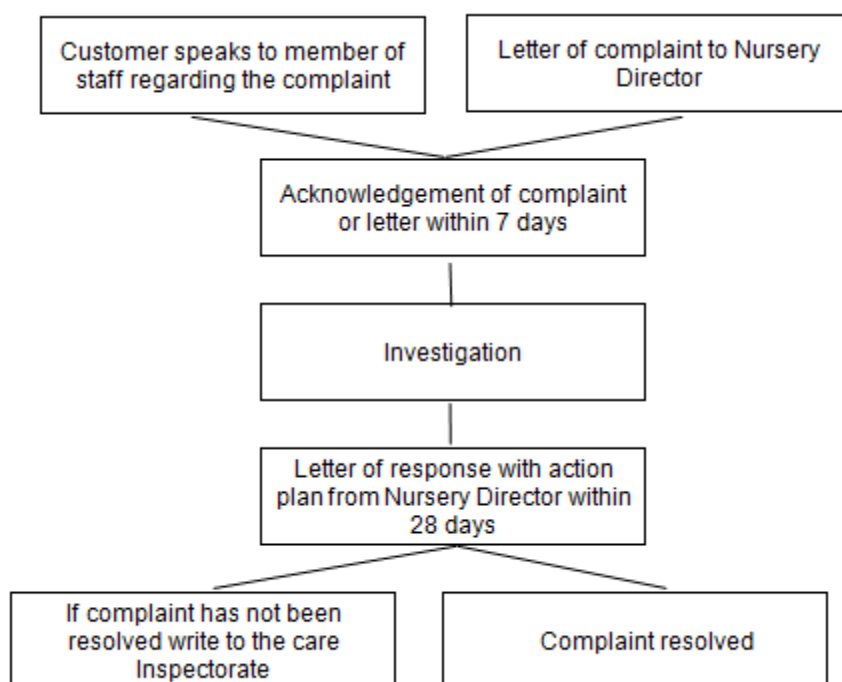 Customer speaks to member of
staff regarding the complaint
Letter of complaint to Nursery
Director
Acknowledgement of complaint
or letter within 7 days
Investigation
Letter of response with action
plan from Nursery Director within
28 days
If complaint has not been
resolved write to the care
Inspectorate
Complaint resolved